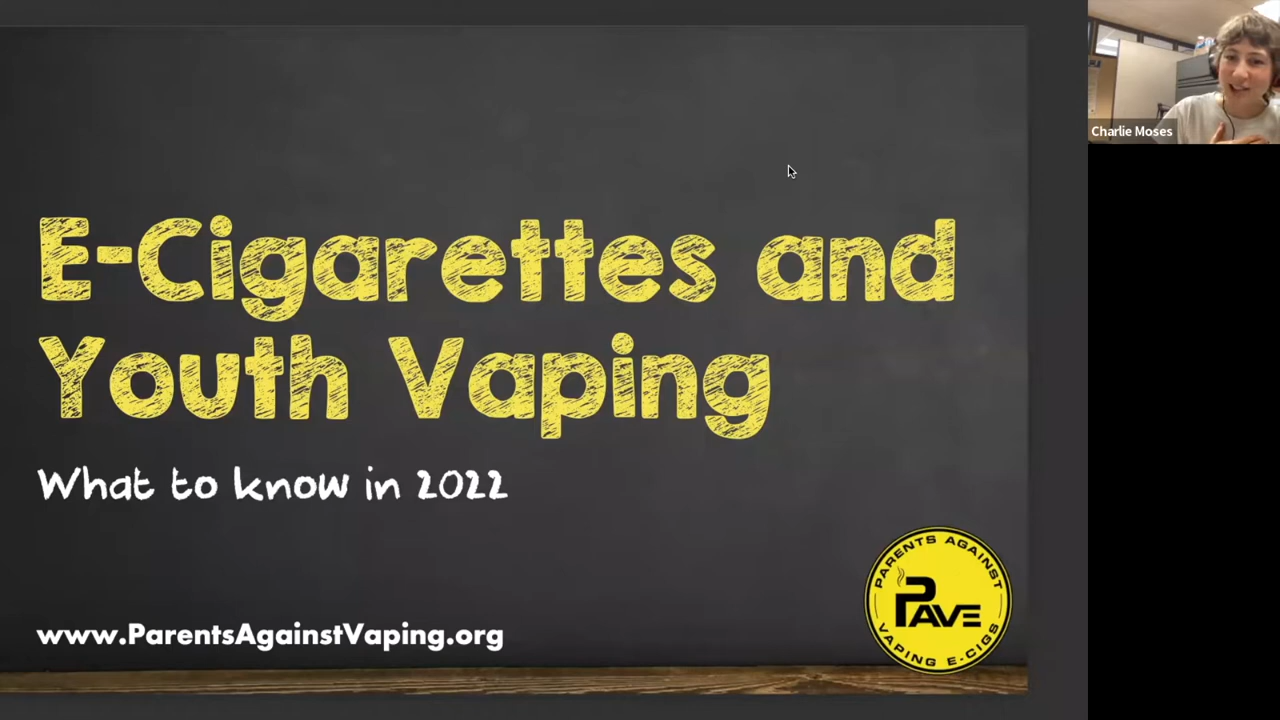 E-Cigarettes and
Youth Vaping
What to know in 2022
www.ParentsAgainstVaping.org
PARENTS AGAINST
PAVE
VAPING E-CIGS
Charlie Moses